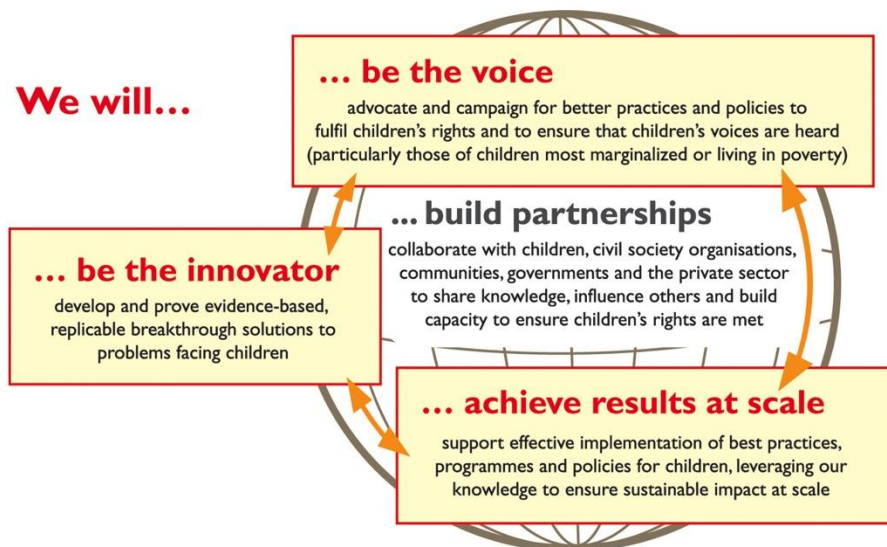 We will…
… be the voice
advocate and campaign for better practices and policies to
fulfil children’s rights and to ensure that children’s voices are heard
(particularly those of children most marginalized or living in poverty)
... build partnerships
collaborate with children, civil society organisations,
communities, governments and the private sector
to share knowledge, influence others and build
capacity to ensure children’s rights are met
… be the innovator
develop and prove evidence-based,
replicable breakthrough solutions to
problems facing children
… achieve results at scale
support effective implementation of best practices,
programmes and policies for children, leveraging our
knowledge to ensure sustainable impact at scale